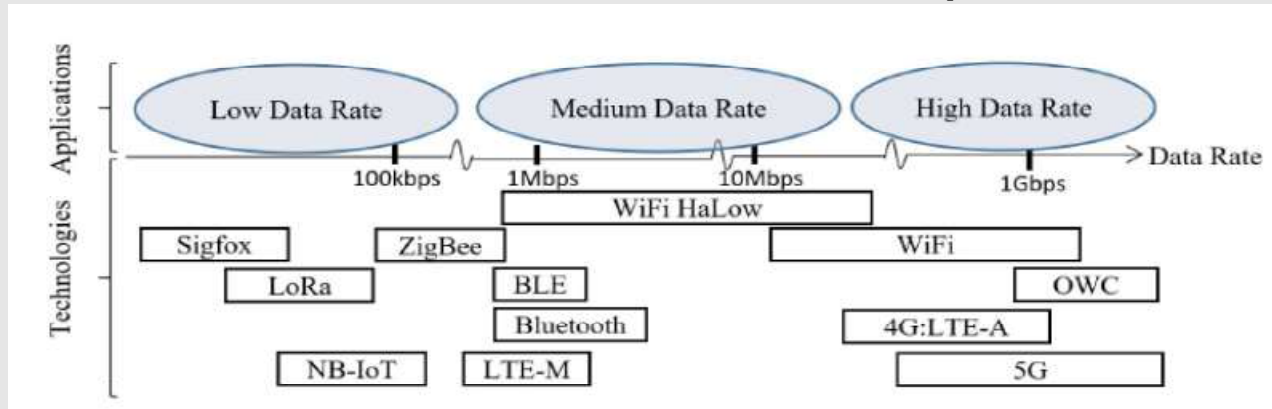 Applications
Low Data Rate
Medium Data Rate
High Data Rate
Data Rate
100kbps
1Mbps
10Mbps
1Gbps
Technologies
WiFi HaLow
Sigfox
ZigBee
WiFi
LoRa
BLE
OWC
Bluetooth
4G:LTE-A
NB-IoT
LTE-M
5G